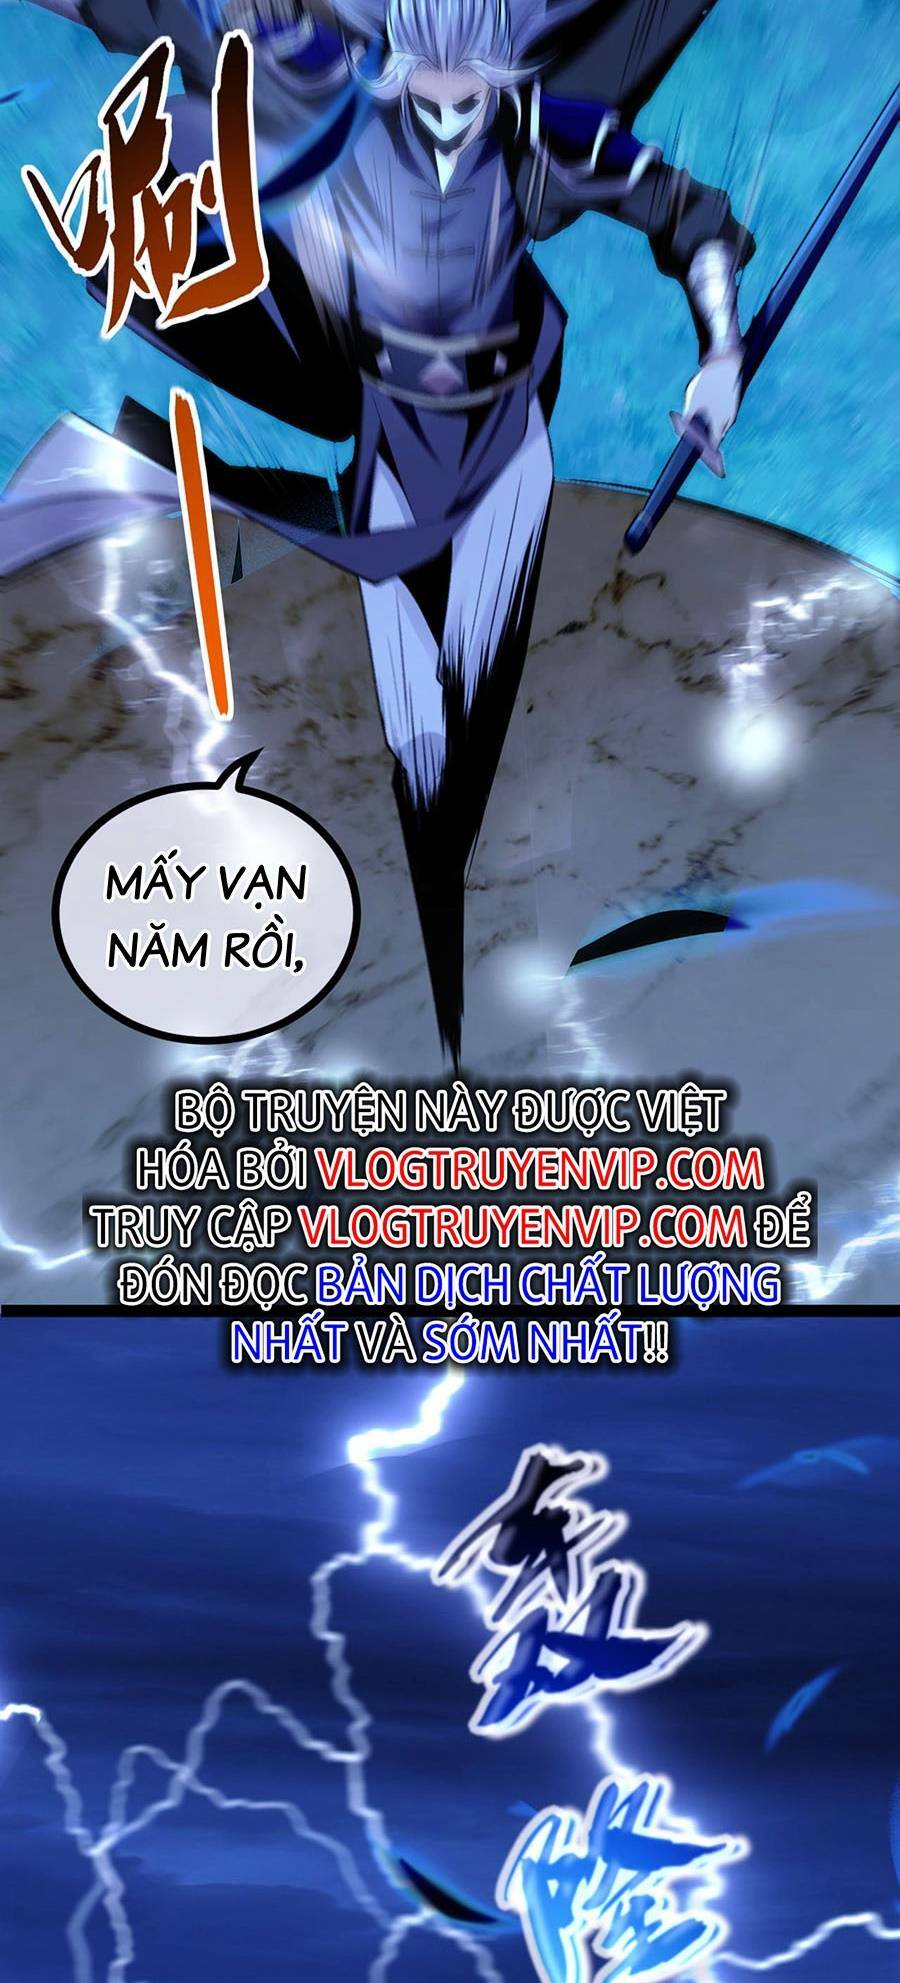 唰
MẤY VẠN
NĂM RỒI,
BỘ TRUYỆN NÀY ĐƯỢC VIỆT
HÓA BỞI VLOGTRUYENVIP.COM
TRUY CẬP VLOGTRUYENVIP.COM ĐỂ
ĐÓN ĐỌC BẢN DỊCH CHẤT LƯỢNG
NHẤT VÀ SỚM NHẤT!!